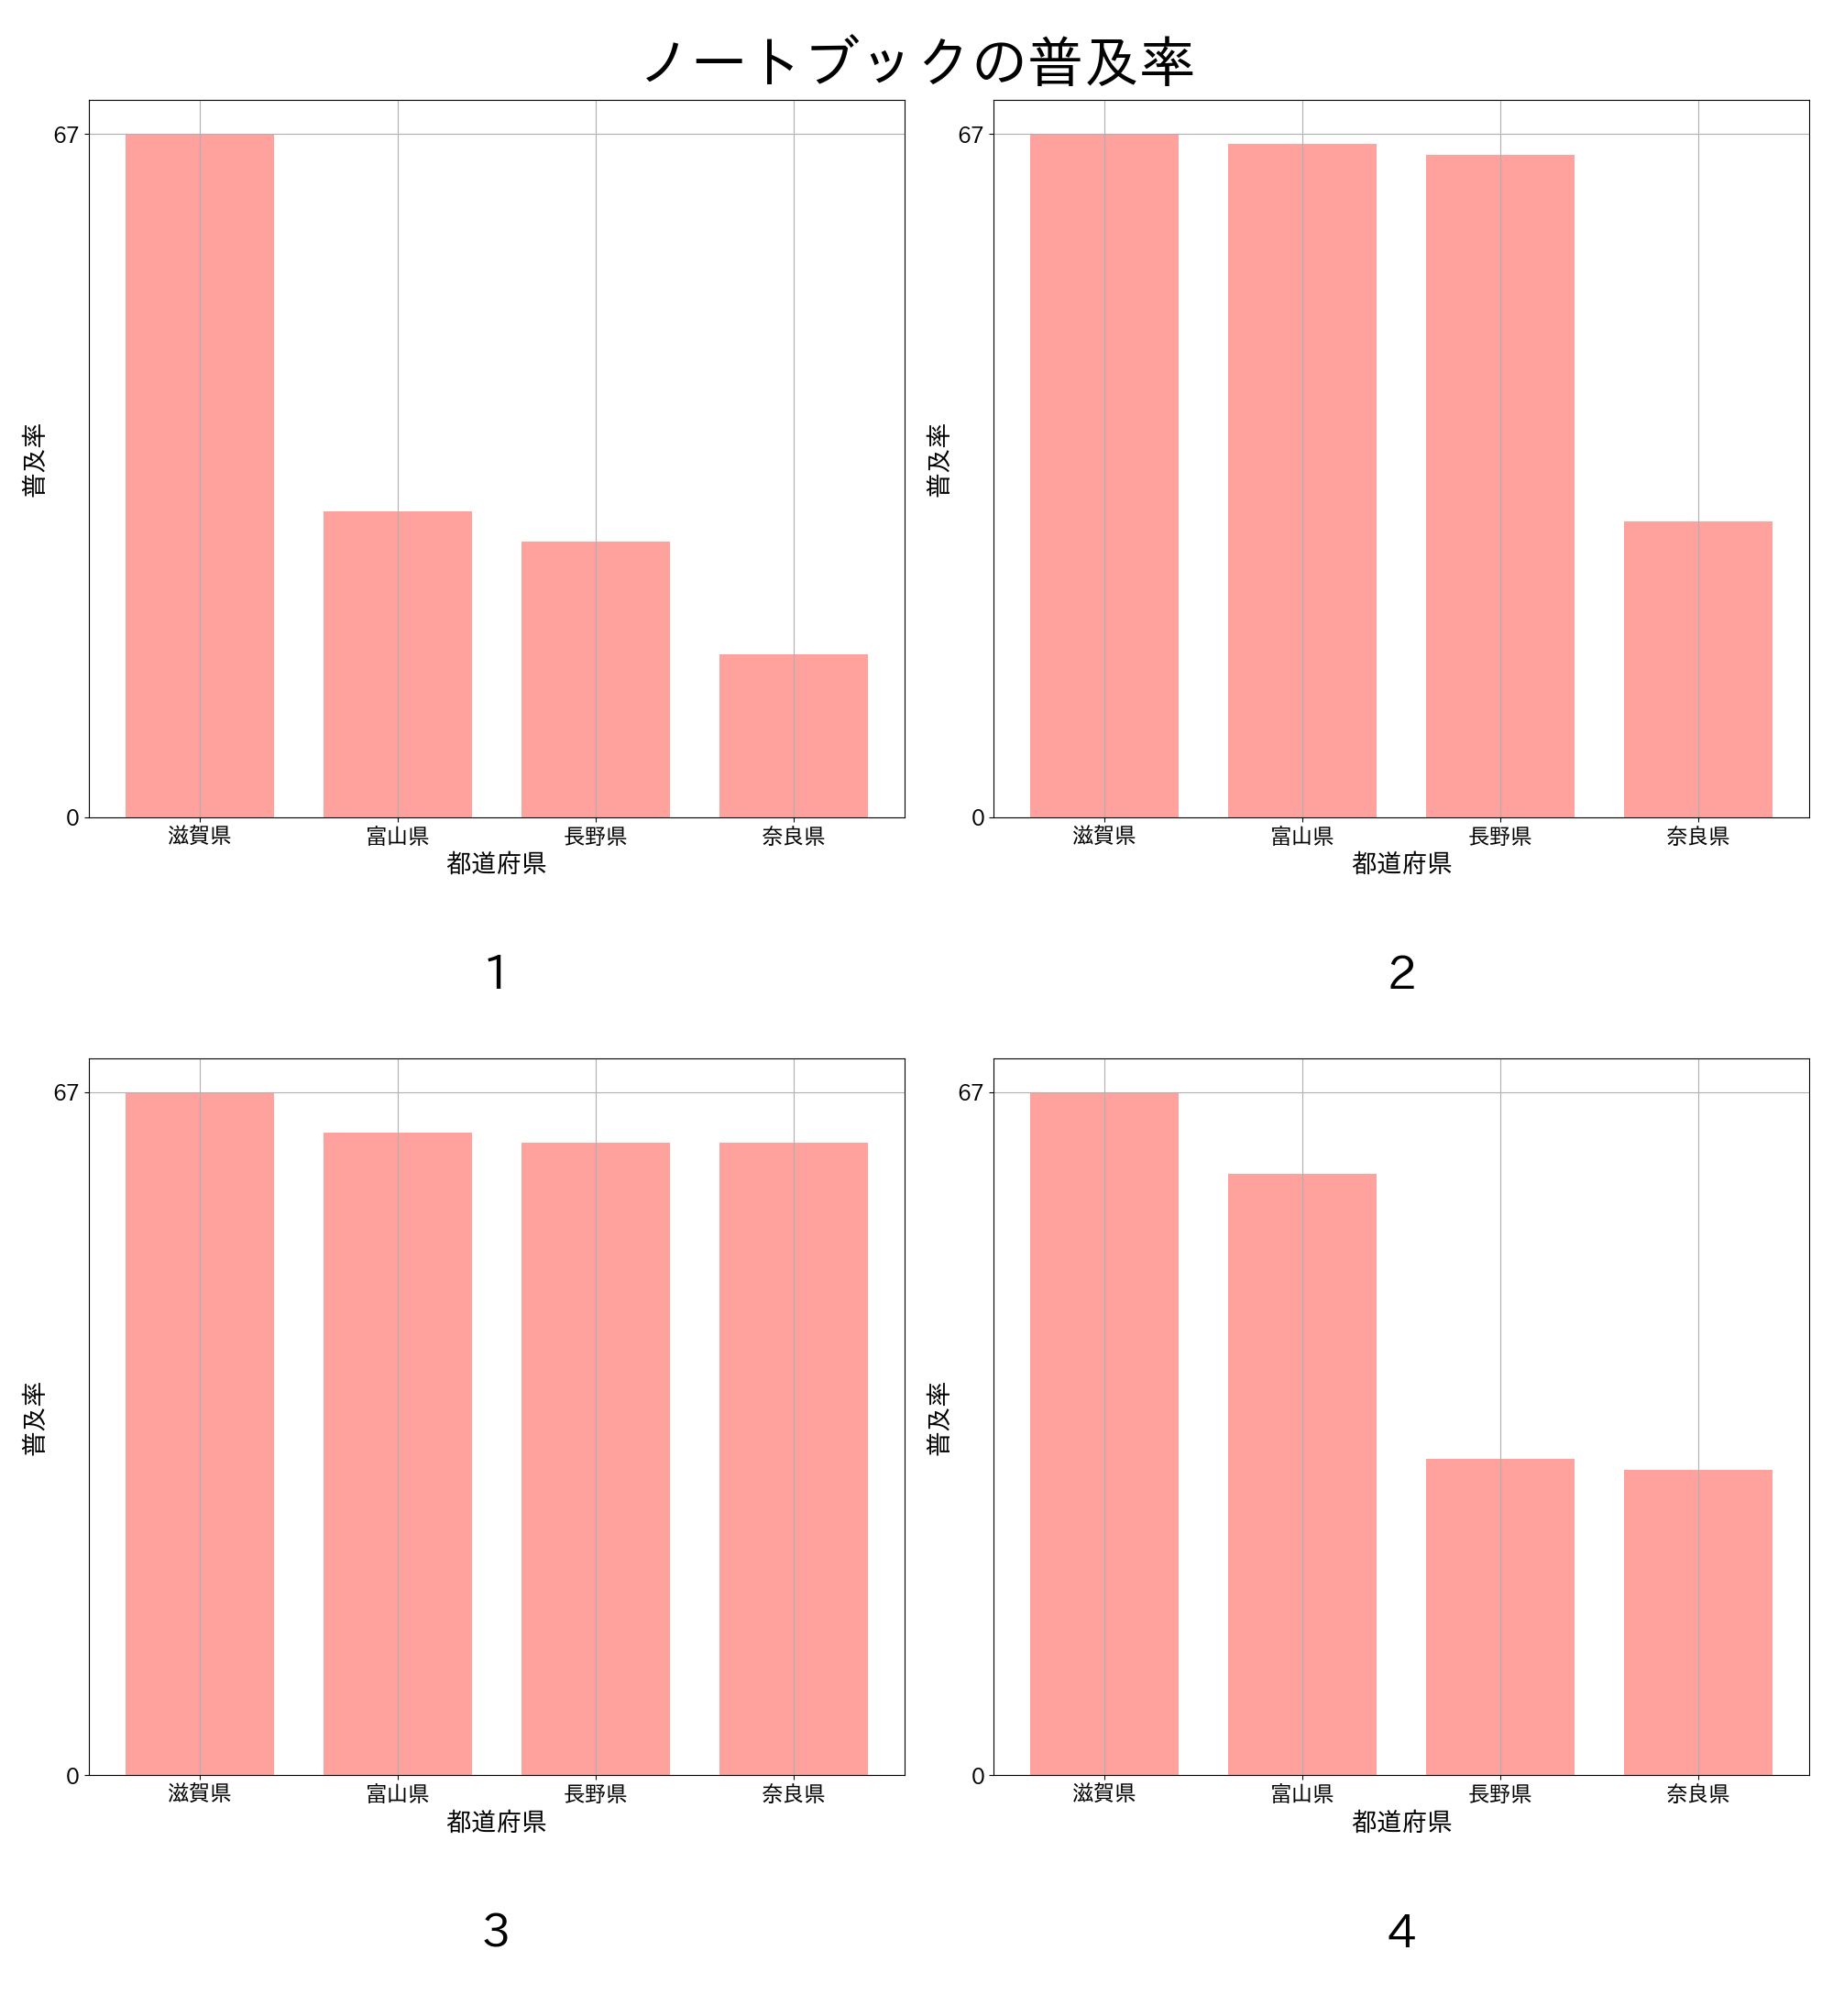 ノートブックの普及率
67
0
普及率
滋賀県 富山県 長野県 奈良県
都道府県
1
67
0
普及率
滋賀県 富山県 長野県 奈良県
都道府県
2
67
0
普及率
滋賀県 富山県 長野県 奈良県
都道府県
3
67
0
普及率
滋賀県 富山県 長野県 奈良県
都道府県
4